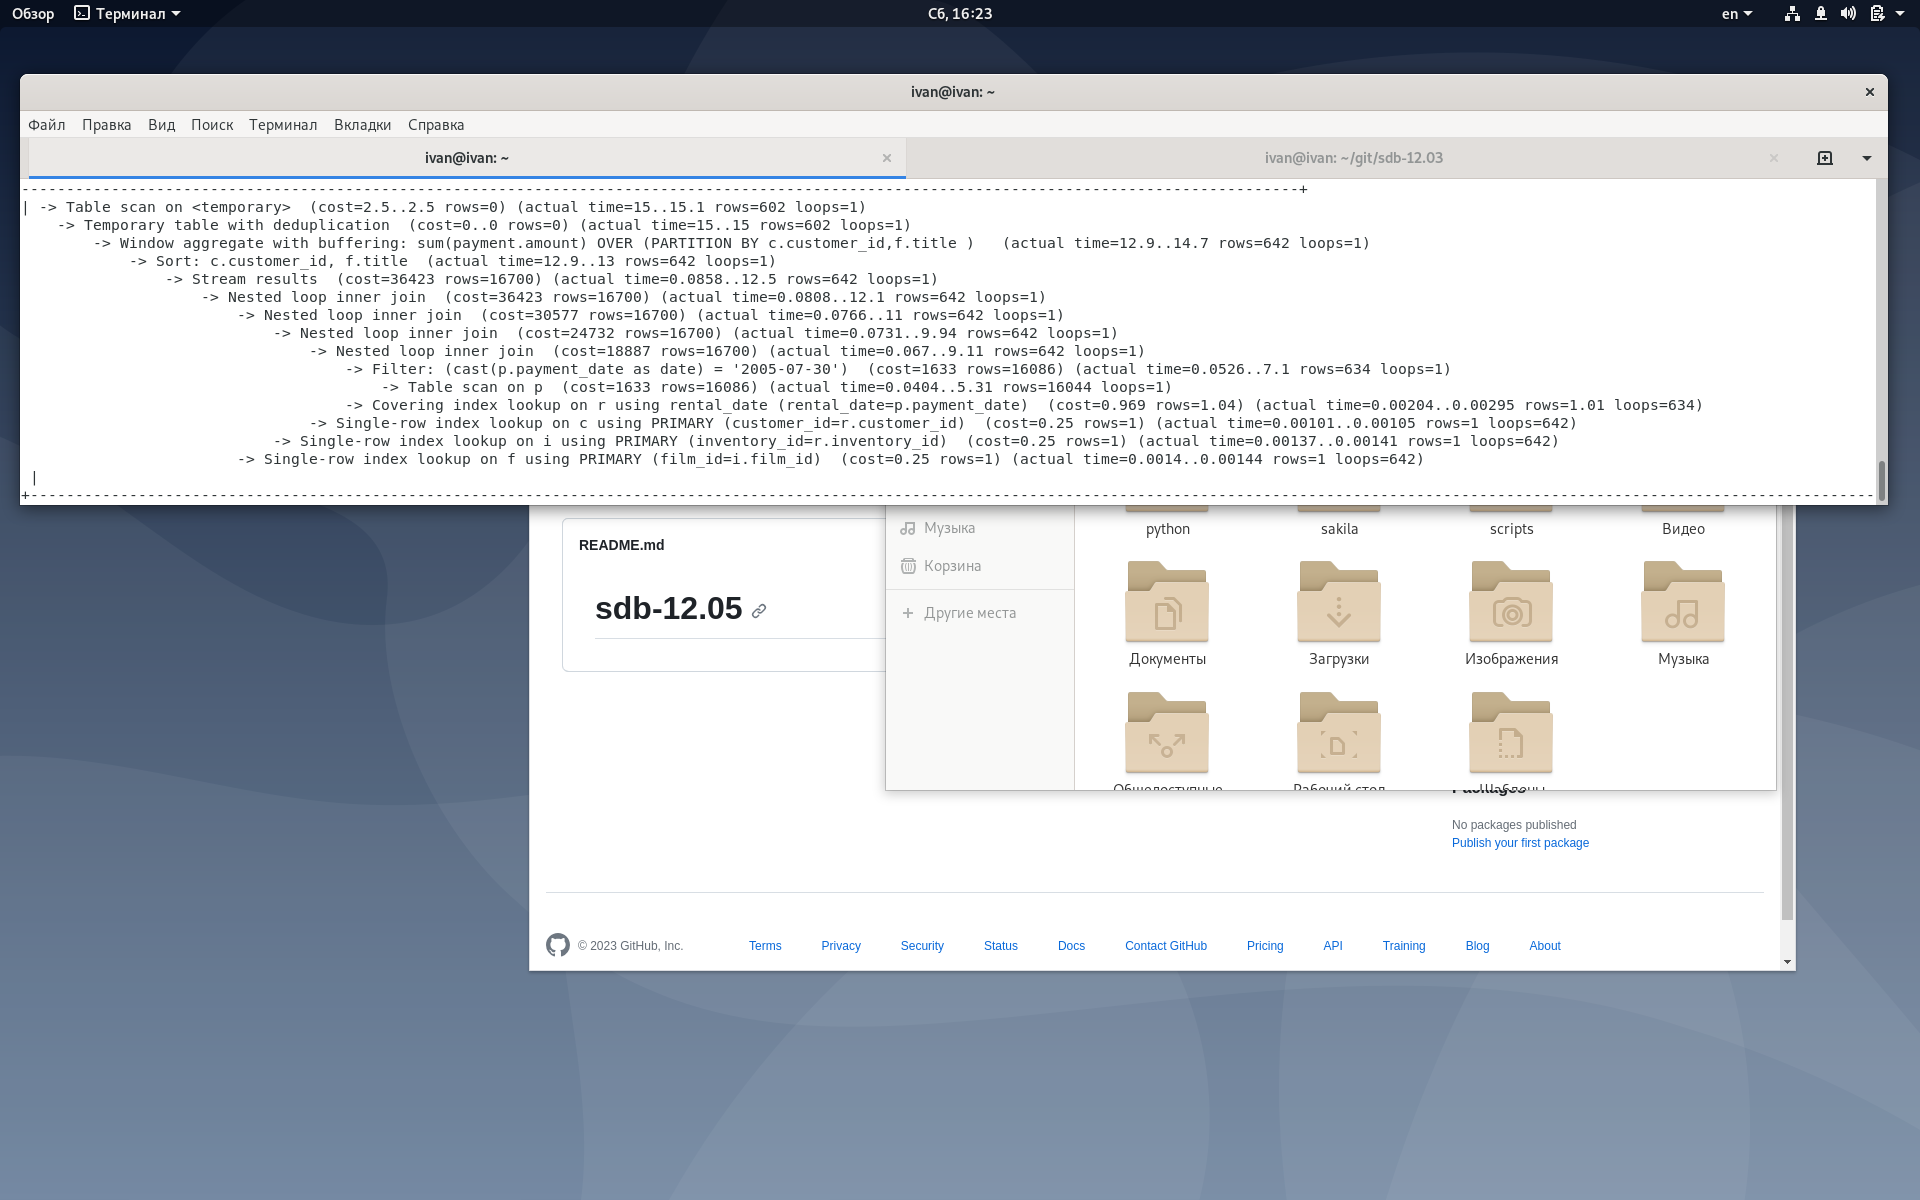 Обзор Терминал Сб, 16:23 en
ivan@ivan: ~
Файл Правка Вид Поиск Терминал Вкладки Справка
ivan@ivan: ~ ivan@ivan: ~/git/sdb-12.03
----------------------------------------------------------------------------------------------------------------------------------------------+
| -> Table scan on <temporary>  (cost=2.5..2.5 rows=0) (actual time=15..15.1 rows=602 loops=1)
    -> Temporary table with deduplication  (cost=0..0 rows=0) (actual time=15..15 rows=602 loops=1)
        -> Window aggregate with buffering: sum(payment.amount) OVER (PARTITION BY c.customer_id,f.title )   (actual time=12.9..14.7 rows=642 loops=1)
            -> Sort: c.customer_id, f.title  (actual time=12.9..13 rows=642 loops=1)
                -> Stream results  (cost=36423 rows=16700) (actual time=0.0858..12.5 rows=642 loops=1)
                    -> Nested loop inner join  (cost=36423 rows=16700) (actual time=0.0808..12.1 rows=642 loops=1)
                        -> Nested loop inner join  (cost=30577 rows=16700) (actual time=0.0766..11 rows=642 loops=1)
                            -> Nested loop inner join  (cost=24732 rows=16700) (actual time=0.0731..9.94 rows=642 loops=1)
                                -> Nested loop inner join  (cost=18887 rows=16700) (actual time=0.067..9.11 rows=642 loops=1)
                                    -> Filter: (cast(p.payment_date as date) = '2005-07-30')  (cost=1633 rows=16086) (actual time=0.0526..7.1 rows=634 loops=1)
                                        -> Table scan on p  (cost=1633 rows=16086) (actual time=0.0404..5.31 rows=16044 loops=1)
                                    -> Covering index lookup on r using rental_date (rental_date=p.payment_date)  (cost=0.969 rows=1.04) (actual time=0.00204..0.00295 rows=1.01 loops=634)
                                -> Single-row index lookup on c using PRIMARY (customer_id=r.customer_id)  (cost=0.25 rows=1) (actual time=0.00101..0.00105 rows=1 loops=642)
                            -> Single-row index lookup on i using PRIMARY (inventory_id=r.inventory_id)  (cost=0.25 rows=1) (actual time=0.00137..0.00141 rows=1 loops=642)
                        -> Single-row index lookup on f using PRIMARY (film_id=i.film_id)  (cost=0.25 rows=1) (actual time=0.0014..0.00144 rows=1 loops=642)
 |
+-------------------------------------------------------------------------------------------------------------------------------------------------------------------------------------------------------------
Музыка python sakila scripts Видео
README.md
Корзина
sdb-12.05
Другие места
Документы Загрузки Изображения Музыка
Общедоступные Рабочий стол Шаблоны
Packages
No packages published
Publish your first package
© 2023 GitHub, Inc. Terms Privacy Security Status Docs Contact GitHub Pricing API Training Blog About